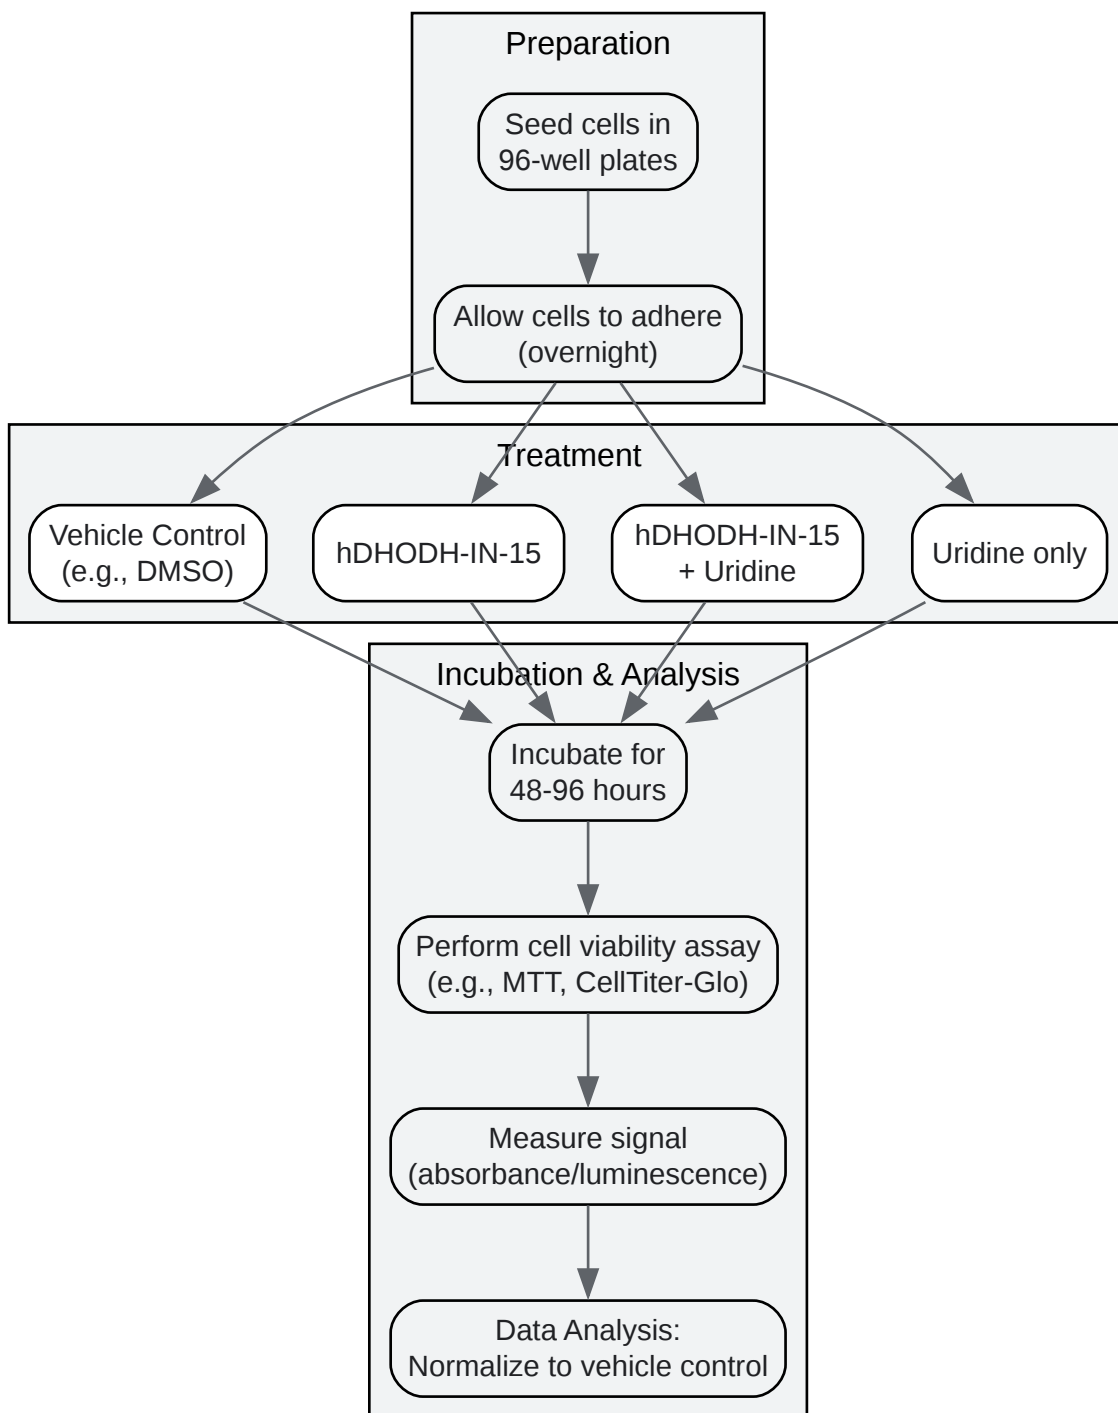 Preparation
Seed cells in
96-well plates
Allow cells to adhere
(overnight)
Treatment
Vehicle Control
(e.g., DMSO)
hDHODH-IN-15
hDHODH-IN-15
+ Uridine
Uridine only
Incubation & Analysis
Incubate for
48-96 hours
Perform cell viability assay
(e.g., MTT, CellTiter-Glo)
Measure signal
(absorbance/luminescence)
Data Analysis:
Normalize to vehicle control